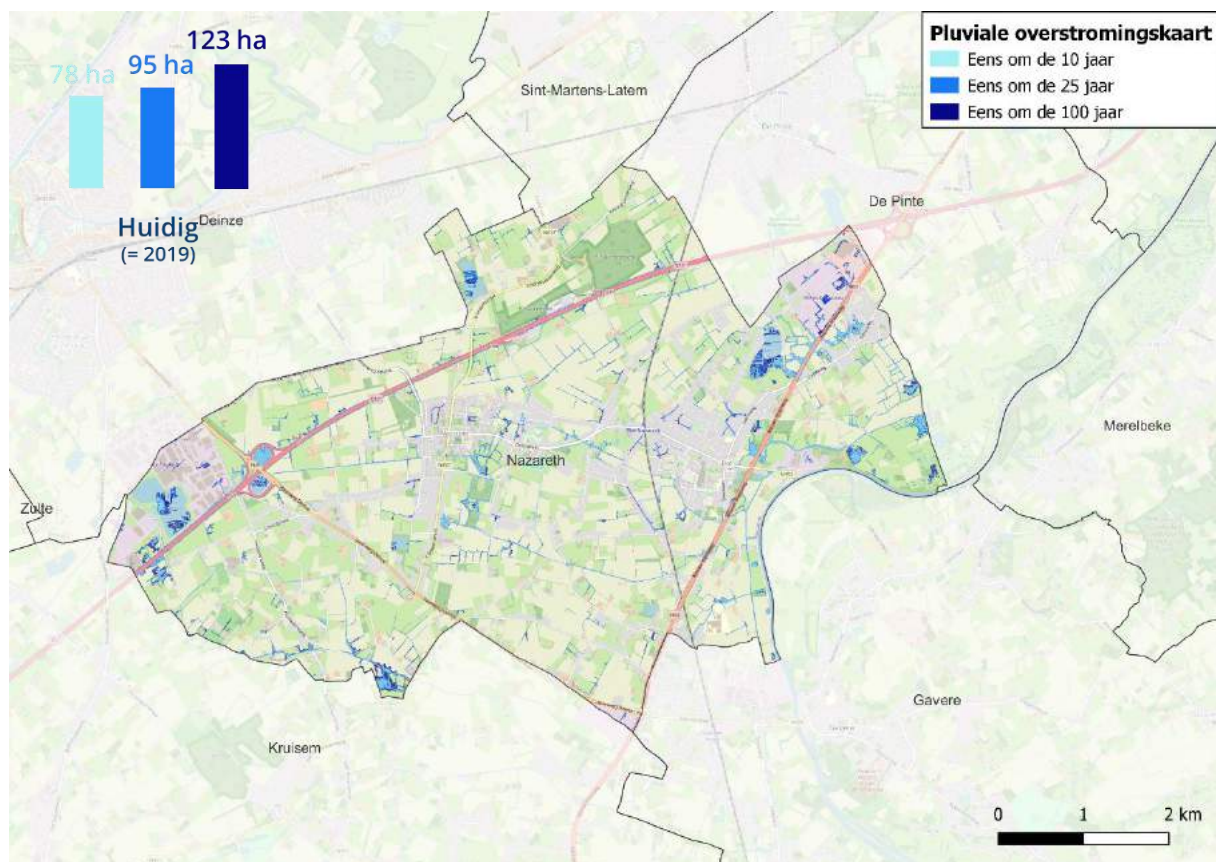 78 ha
95 ha
123 ha
Huidig
(= 2019)
Pluviale overstromingskaart
Eens om de 10 jaar
Eens om de 25 jaar
Eens om de 100 jaar
Sint-Martens-Latem
De Pinte
De Pinte
Deinze
Merelbeke
Nazareth
Zulte
Gavere
Kruisem
0 1 2 km